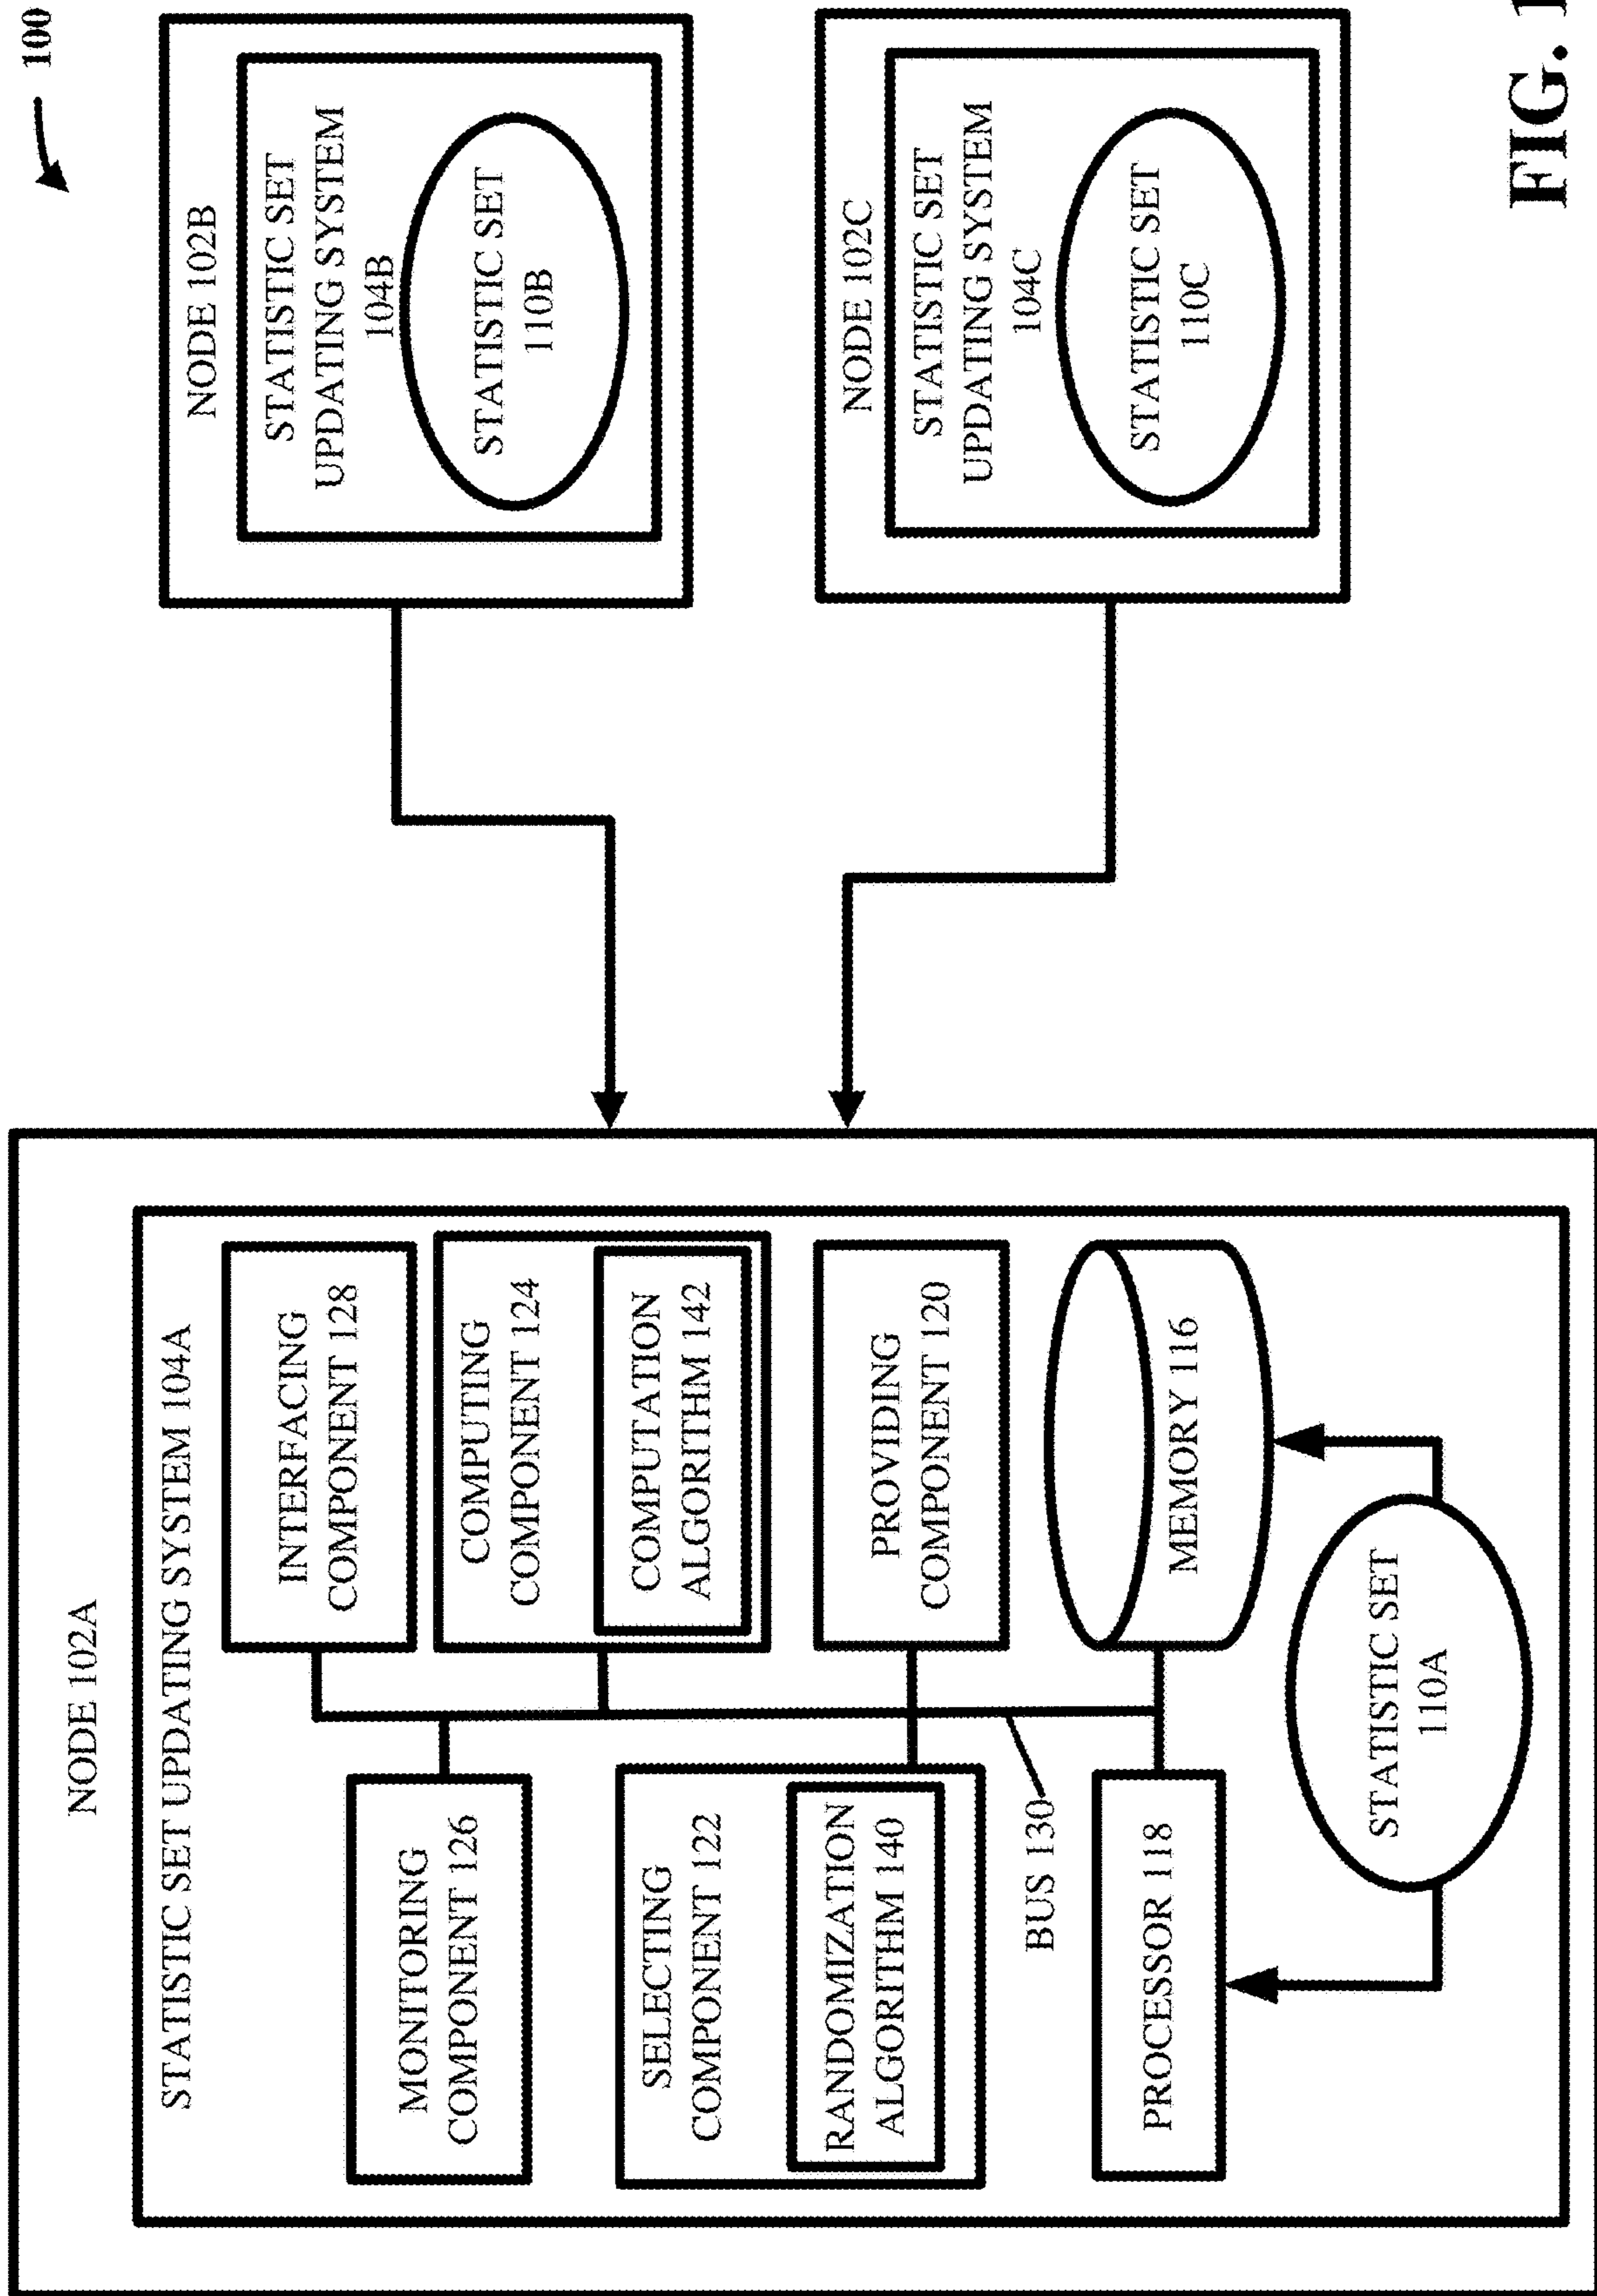 100
NODE 102A
STATISTIC SET UPDATING SYSTEM 104A
MONITORING
COMPONENT 126
INTERFACING
COMPONENT 128
SELECTING
COMPONENT 122
RANDOMIZATION
ALGORITHM 140
COMPUTING
COMPONENT 124
COMPUTATION
ALGORITHM 142
PROVIDING
COMPONENT 120
BUS 130
PROCESSOR 118
MEMORY 116
STATISTIC SET
110A
NODE 102B
STATISTIC SET
UPDATING SYSTEM
104B
STATISTIC SET
110B
NODE 102C
STATISTIC SET
UPDATING SYSTEM
104C
STATISTIC SET
110C
FIG. 1